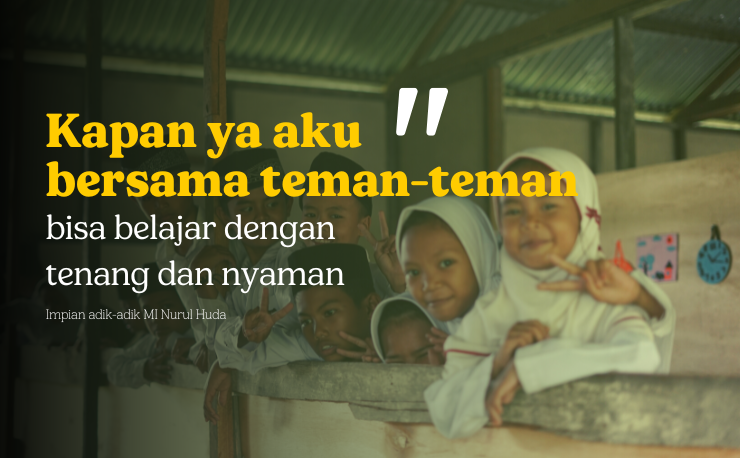 "
Kapan ya aku
bersama teman-teman
bisa belajar dengan
tenang dan nyaman
Impian adik-adik MI Nurul Huda